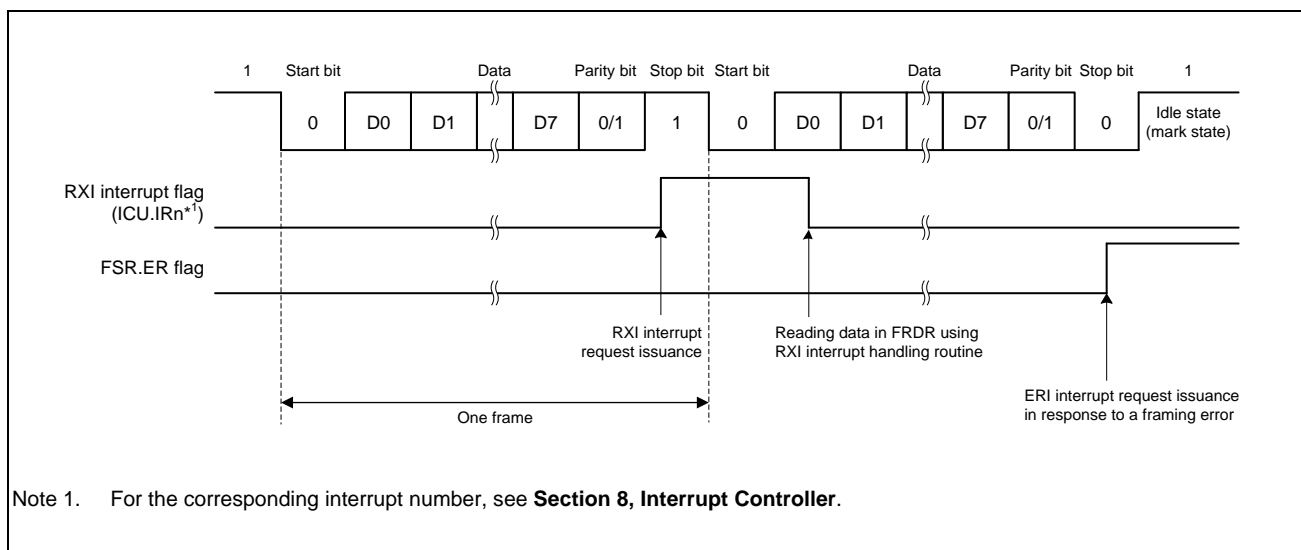 1 Start bit Data Parity bit Stop bit Start bit Data Parity bit Stop bit 1
0 D0 D1 D7 0/1 1 0 D0 D1 D7 0/1 0 Idle state
(mark state)
RXI interrupt flag
(ICU.IRn*1)
FSR.ER flag
RXI interrupt
request issuance
Reading data in FRDR using
RXI interrupt handling routine
ERI interrupt request issuance
in response to a framing error
One frame
Note 1. For the corresponding interrupt number, see Section 8, Interrupt Controller.